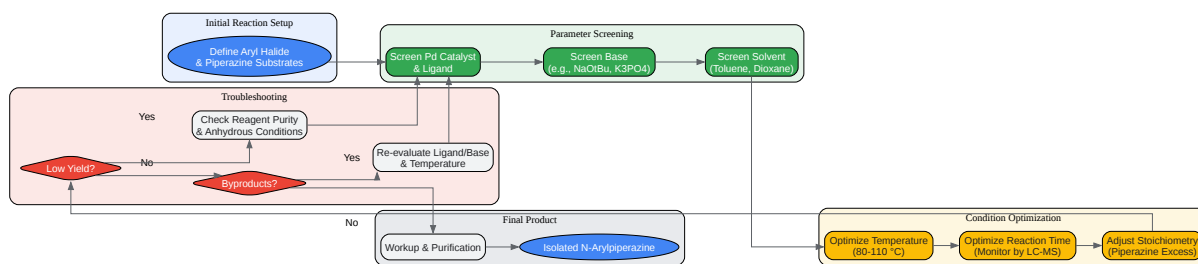 Initial Reaction Setup
Define Aryl Halide
& Piperazine Substrates
Parameter Screening
Screen Pd Catalyst
& Ligand
Screen Base
(e.g., NaOtBu, K3PO4)
Screen Solvent
(Toluene, Dioxane)
Troubleshooting
Yes
Check Reagent Purity
& Anhydrous Conditions
Low Yield?
No
Byproducts?
Yes
Re-evaluate Ligand/Base
& Temperature
No
Final Product
Workup & Purification
Isolated N-Arylpiperazine
Condition Optimization
Optimize Temperature
(80-110 °C)
Optimize Reaction Time
(Monitor by LC-MS)
Adjust Stoichiometry
(Piperazine Excess)